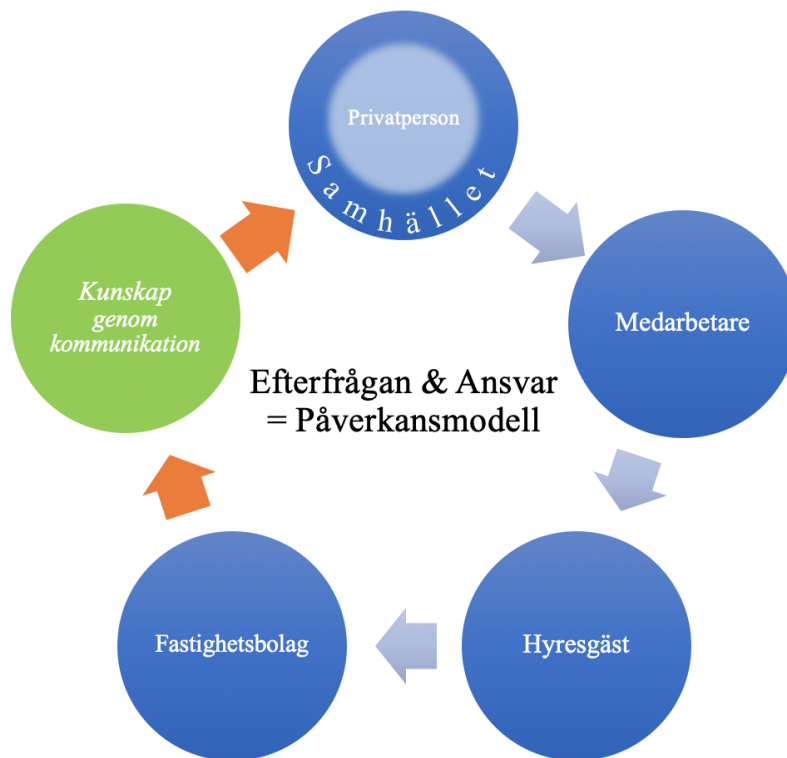 Privatperson
Samhället
Medarbetare
Hyresgäst
Fastighetsbolag
Kunskap
genom
kommunikation
Efterfrågan & Ansvar
= Påverkansmodell